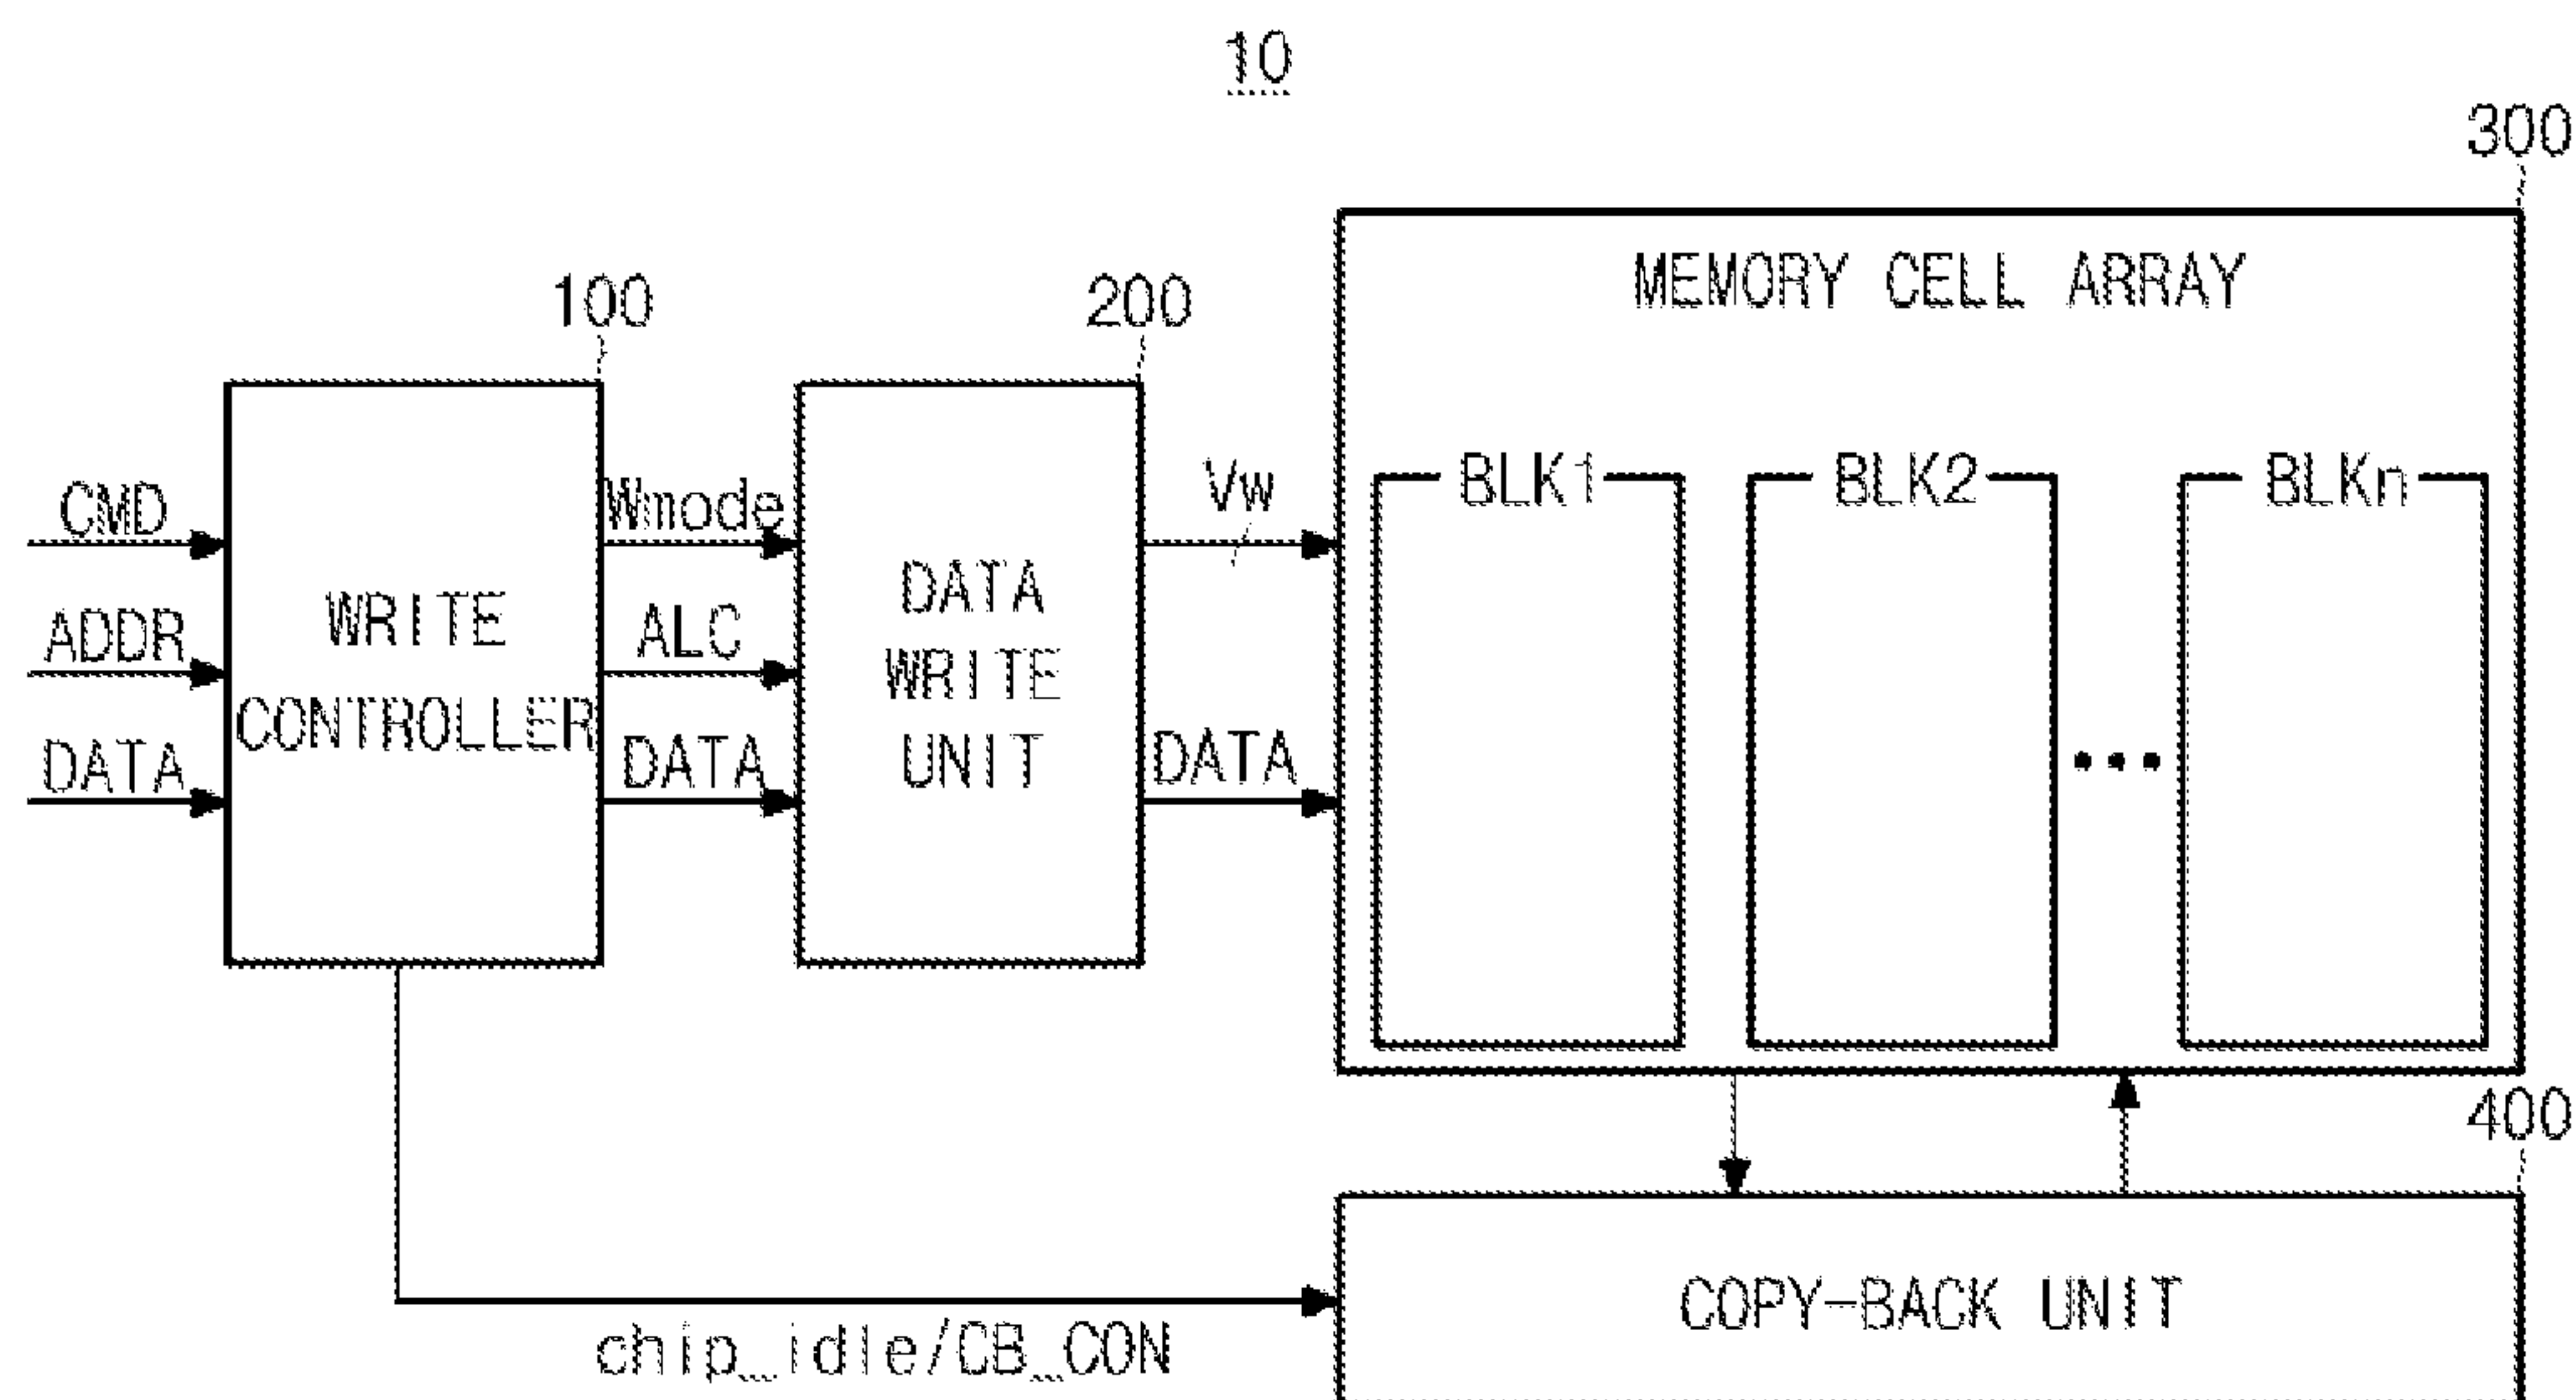 10
300
MEMORY CELL ARRAY
100
200
BLK1
BLK2
BLKn
CMD
Wmode
Vw
ADDR
WRITE
CONTROLLER
ALC
DATA
WRITE
UNIT
DATA
DATA
DATA
400
COPY-BACK UNIT
chip_idle/CB_CON